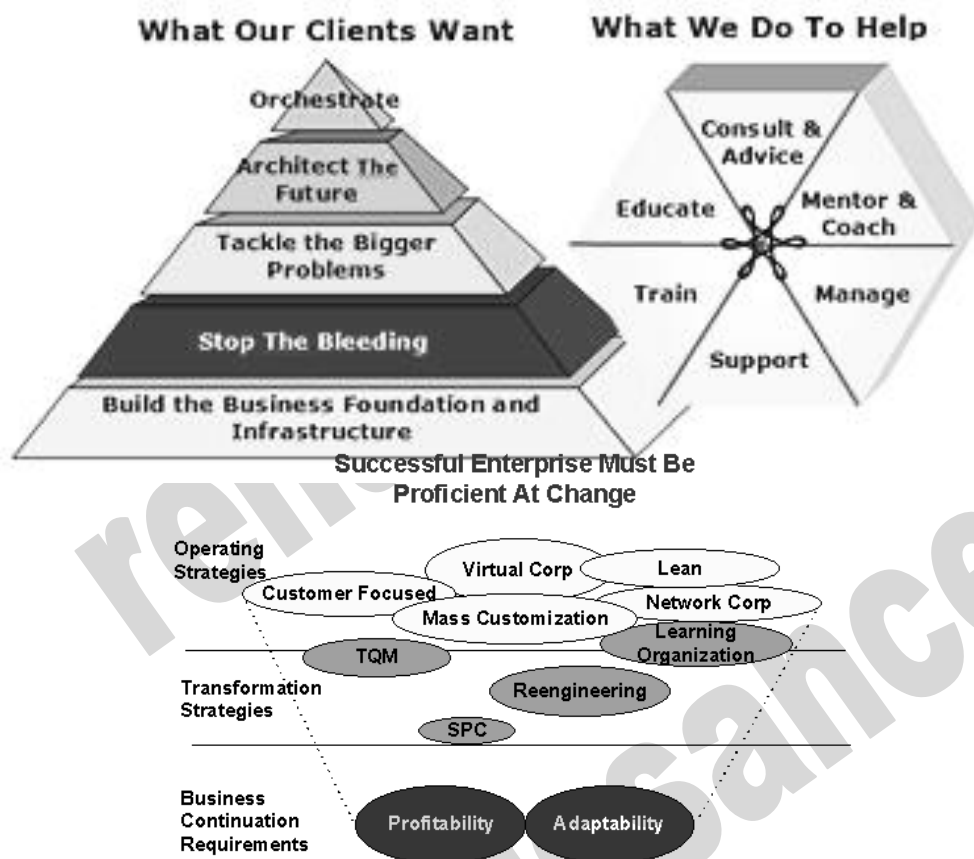 What Our Clients Want
Orchestrate
Architect The
Future
Tackle the Bigger
Problems
Stop The Bleeding
Build the Business Foundation and
Infrastructure
What We Do To Help
Consult &
Advice
Mentor &
Coach
Manage
Support
Train
Educate
Successful Enterprise Must Be
Proficient At Change
Operating
Strategies
Customer Focused
Virtual Corp
Lean
Mass Customization
Network Corp
Learning
Organization
TQM
Transformation
Strategies
Reengineering
SPC
Business
Continuation
Requirements
Profitability
Adaptability